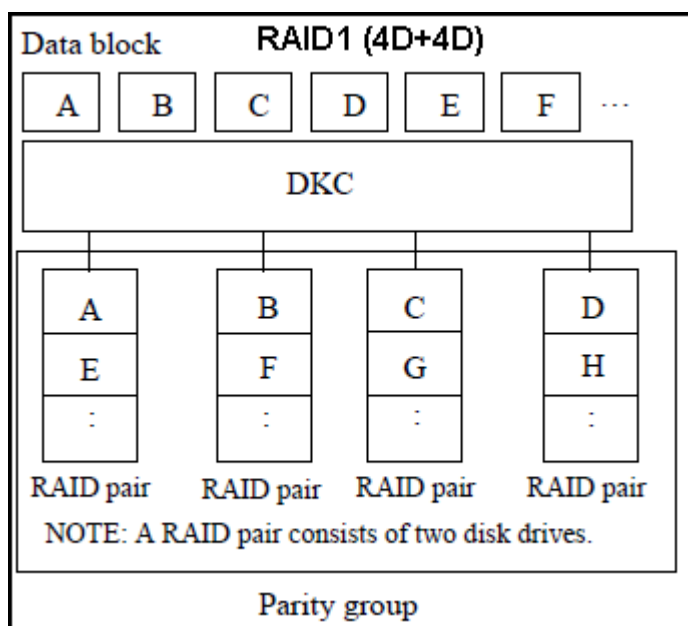 Data block RAID1 (4D+4D)
A B C D E F ...
DKC
A B C D
E F G H
: : : :
RAID pair RAID pair RAID pair RAID pair
NOTE: A RAID pair consists of two disk drives.
Parity group